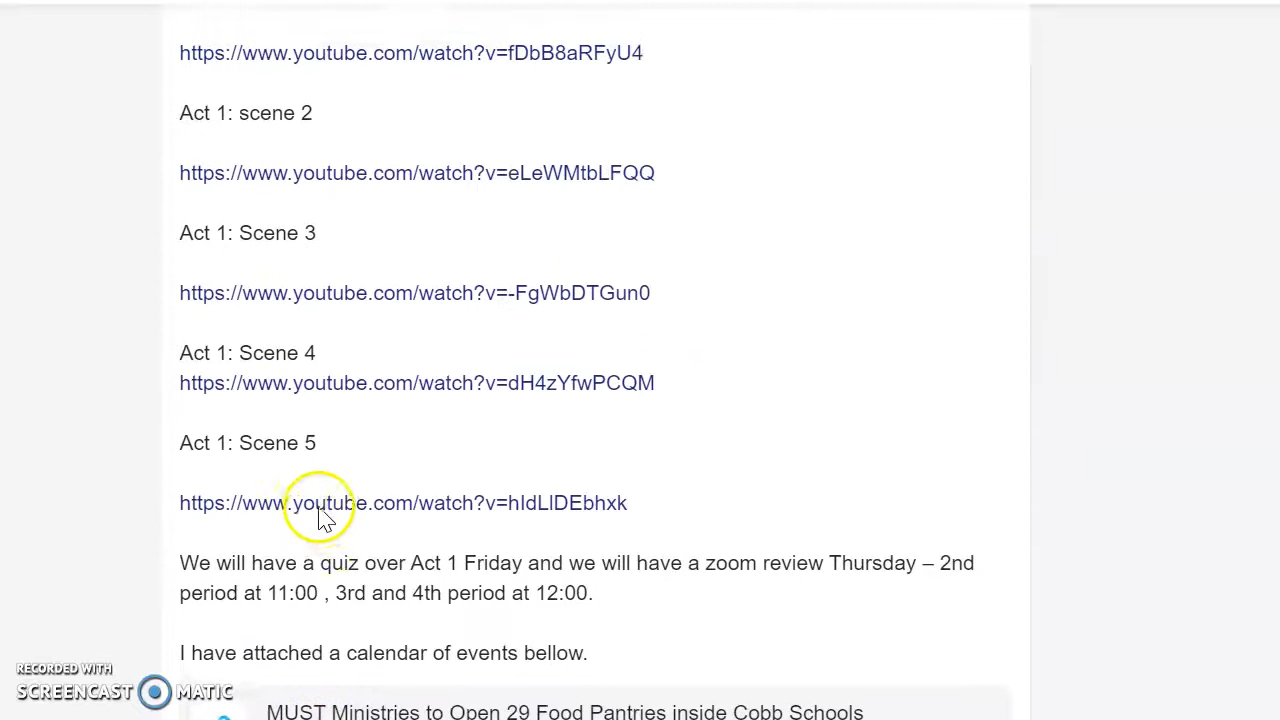 https://www.youtube.com/watch?v=fDbB8aRFyU4
Act 1: scene 2
https://www.youtube.com/watch?v=eLeWMtbLFQQ
Act 1: Scene 3
https://www.youtube.com/watch?v=-FgWbDTGun0
Act 1: Scene 4
https://www.youtube.com/watch?v=dH4zYfwPCQM
Act 1: Scene 5
https://www.youtube.com/watch?v=hIdLlDEbhxk
We will have a quiz over Act 1 Friday and we will have a zoom review Thursday – 2nd
period at 11:00 , 3rd and 4th period at 12:00.
I have attached a calendar of events bellow.
RECORDED WITH
SCREENCAST MATIC
MUST Ministries to Open 29 Food Pantries inside Cobb Schools